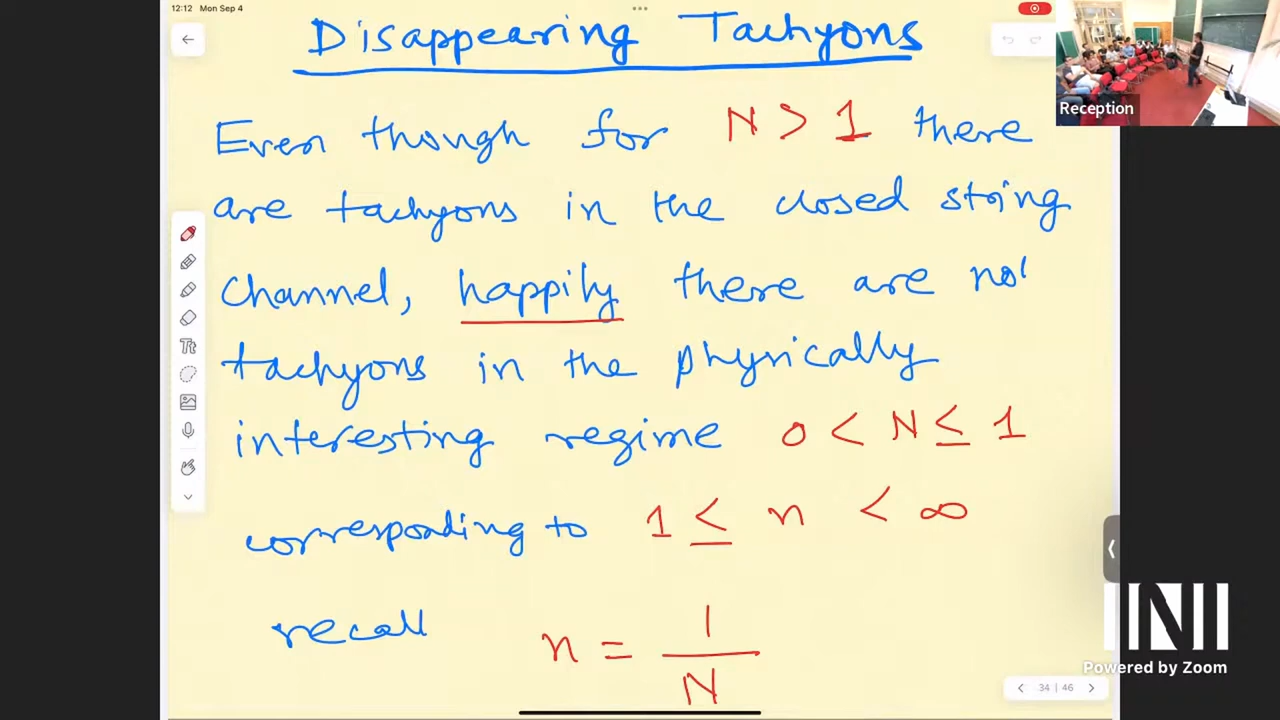 12:12 Mon Sep 4
Disappearing Tachyons
Even though for N > 1 there
are tachyons in the closed string
channel, happily there are no
tachyons in the physically
interesting regime 0 < N ≤ 1
corresponding to 1 ≤ n < ∞
recall n = 1/N
Reception
Tt
INI
Powered by Zoom
34 | 46